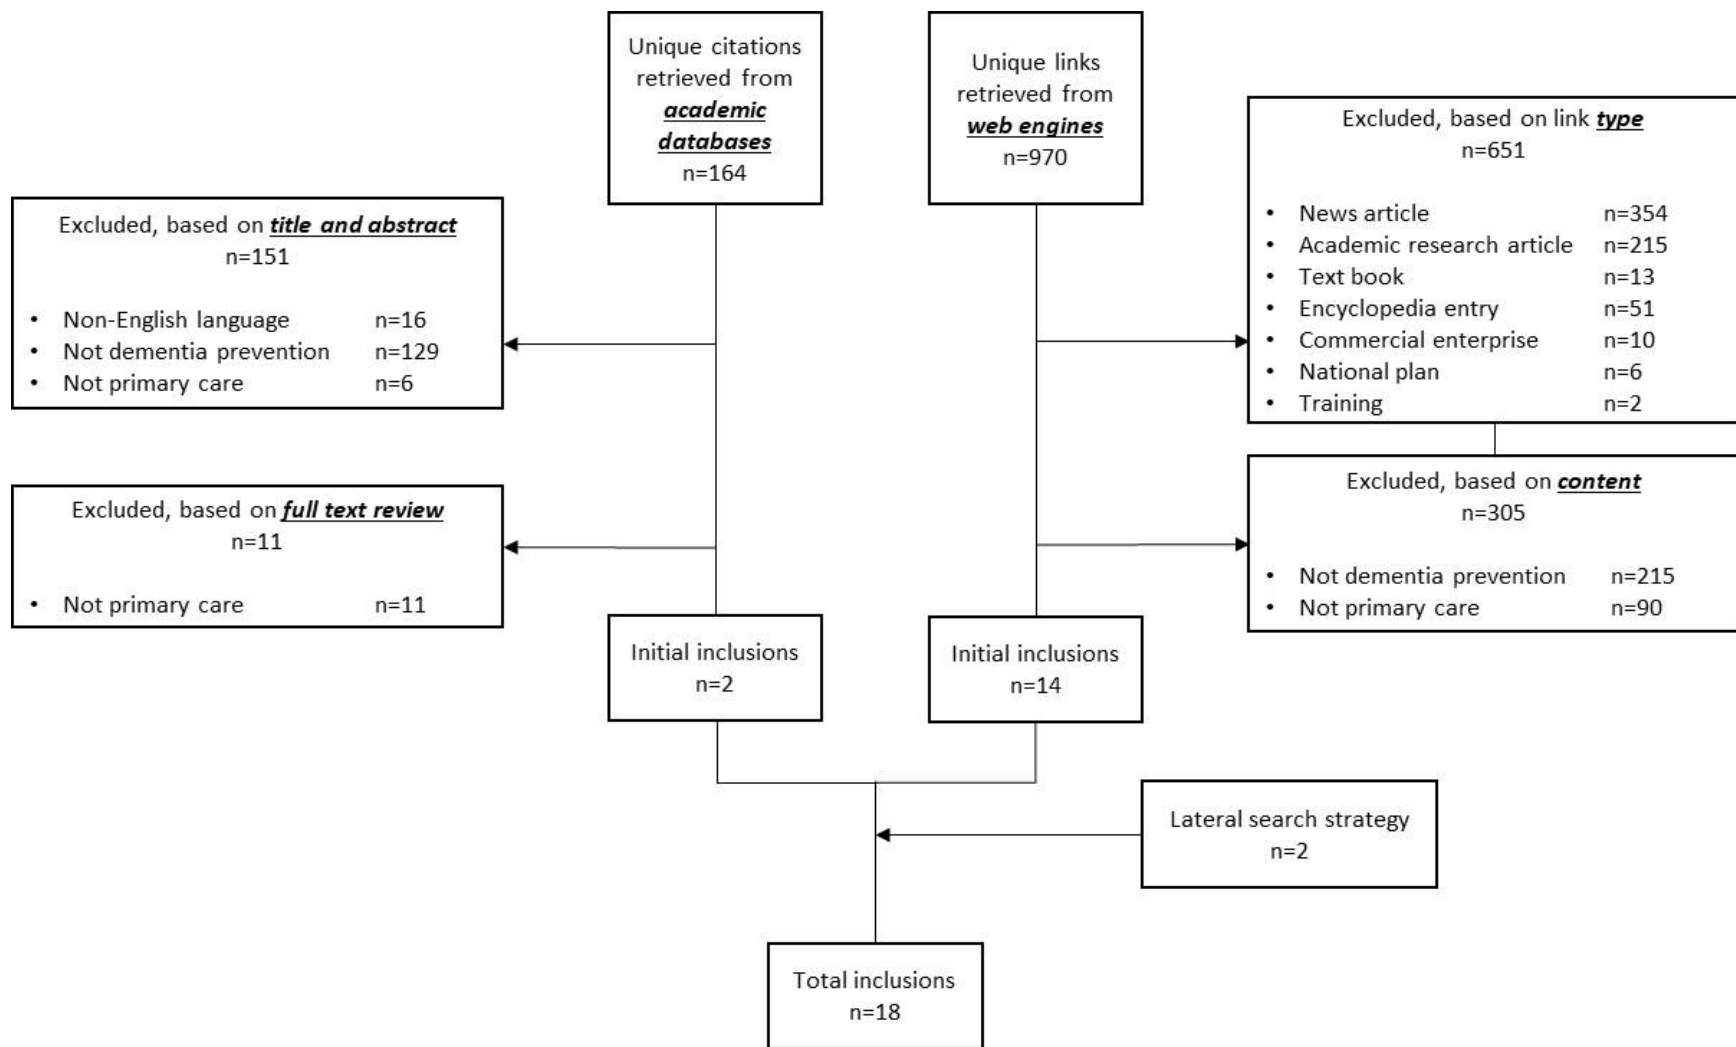 Unique citations
retrieved from
academic
databases
n=164
Unique links
retrieved from
web engines
n=970
Excluded, based on link type
n=651
• News article n=354
• Academic research article n=215
• Text book n=13
• Encyclopedia entry n=51
• Commercial enterprise n=10
• National plan n=6
• Training n=2
Excluded, based on title and abstract
n=151
• Non-English language n=16
• Not dementia prevention n=129
• Not primary care n=6
Excluded, based on full text review
n=11
• Not primary care n=11
Excluded, based on content
n=305
• Not dementia prevention n=215
• Not primary care n=90
Initial inclusions
n=2
Initial inclusions
n=14
Lateral search strategy
n=2
Total inclusions
n=18